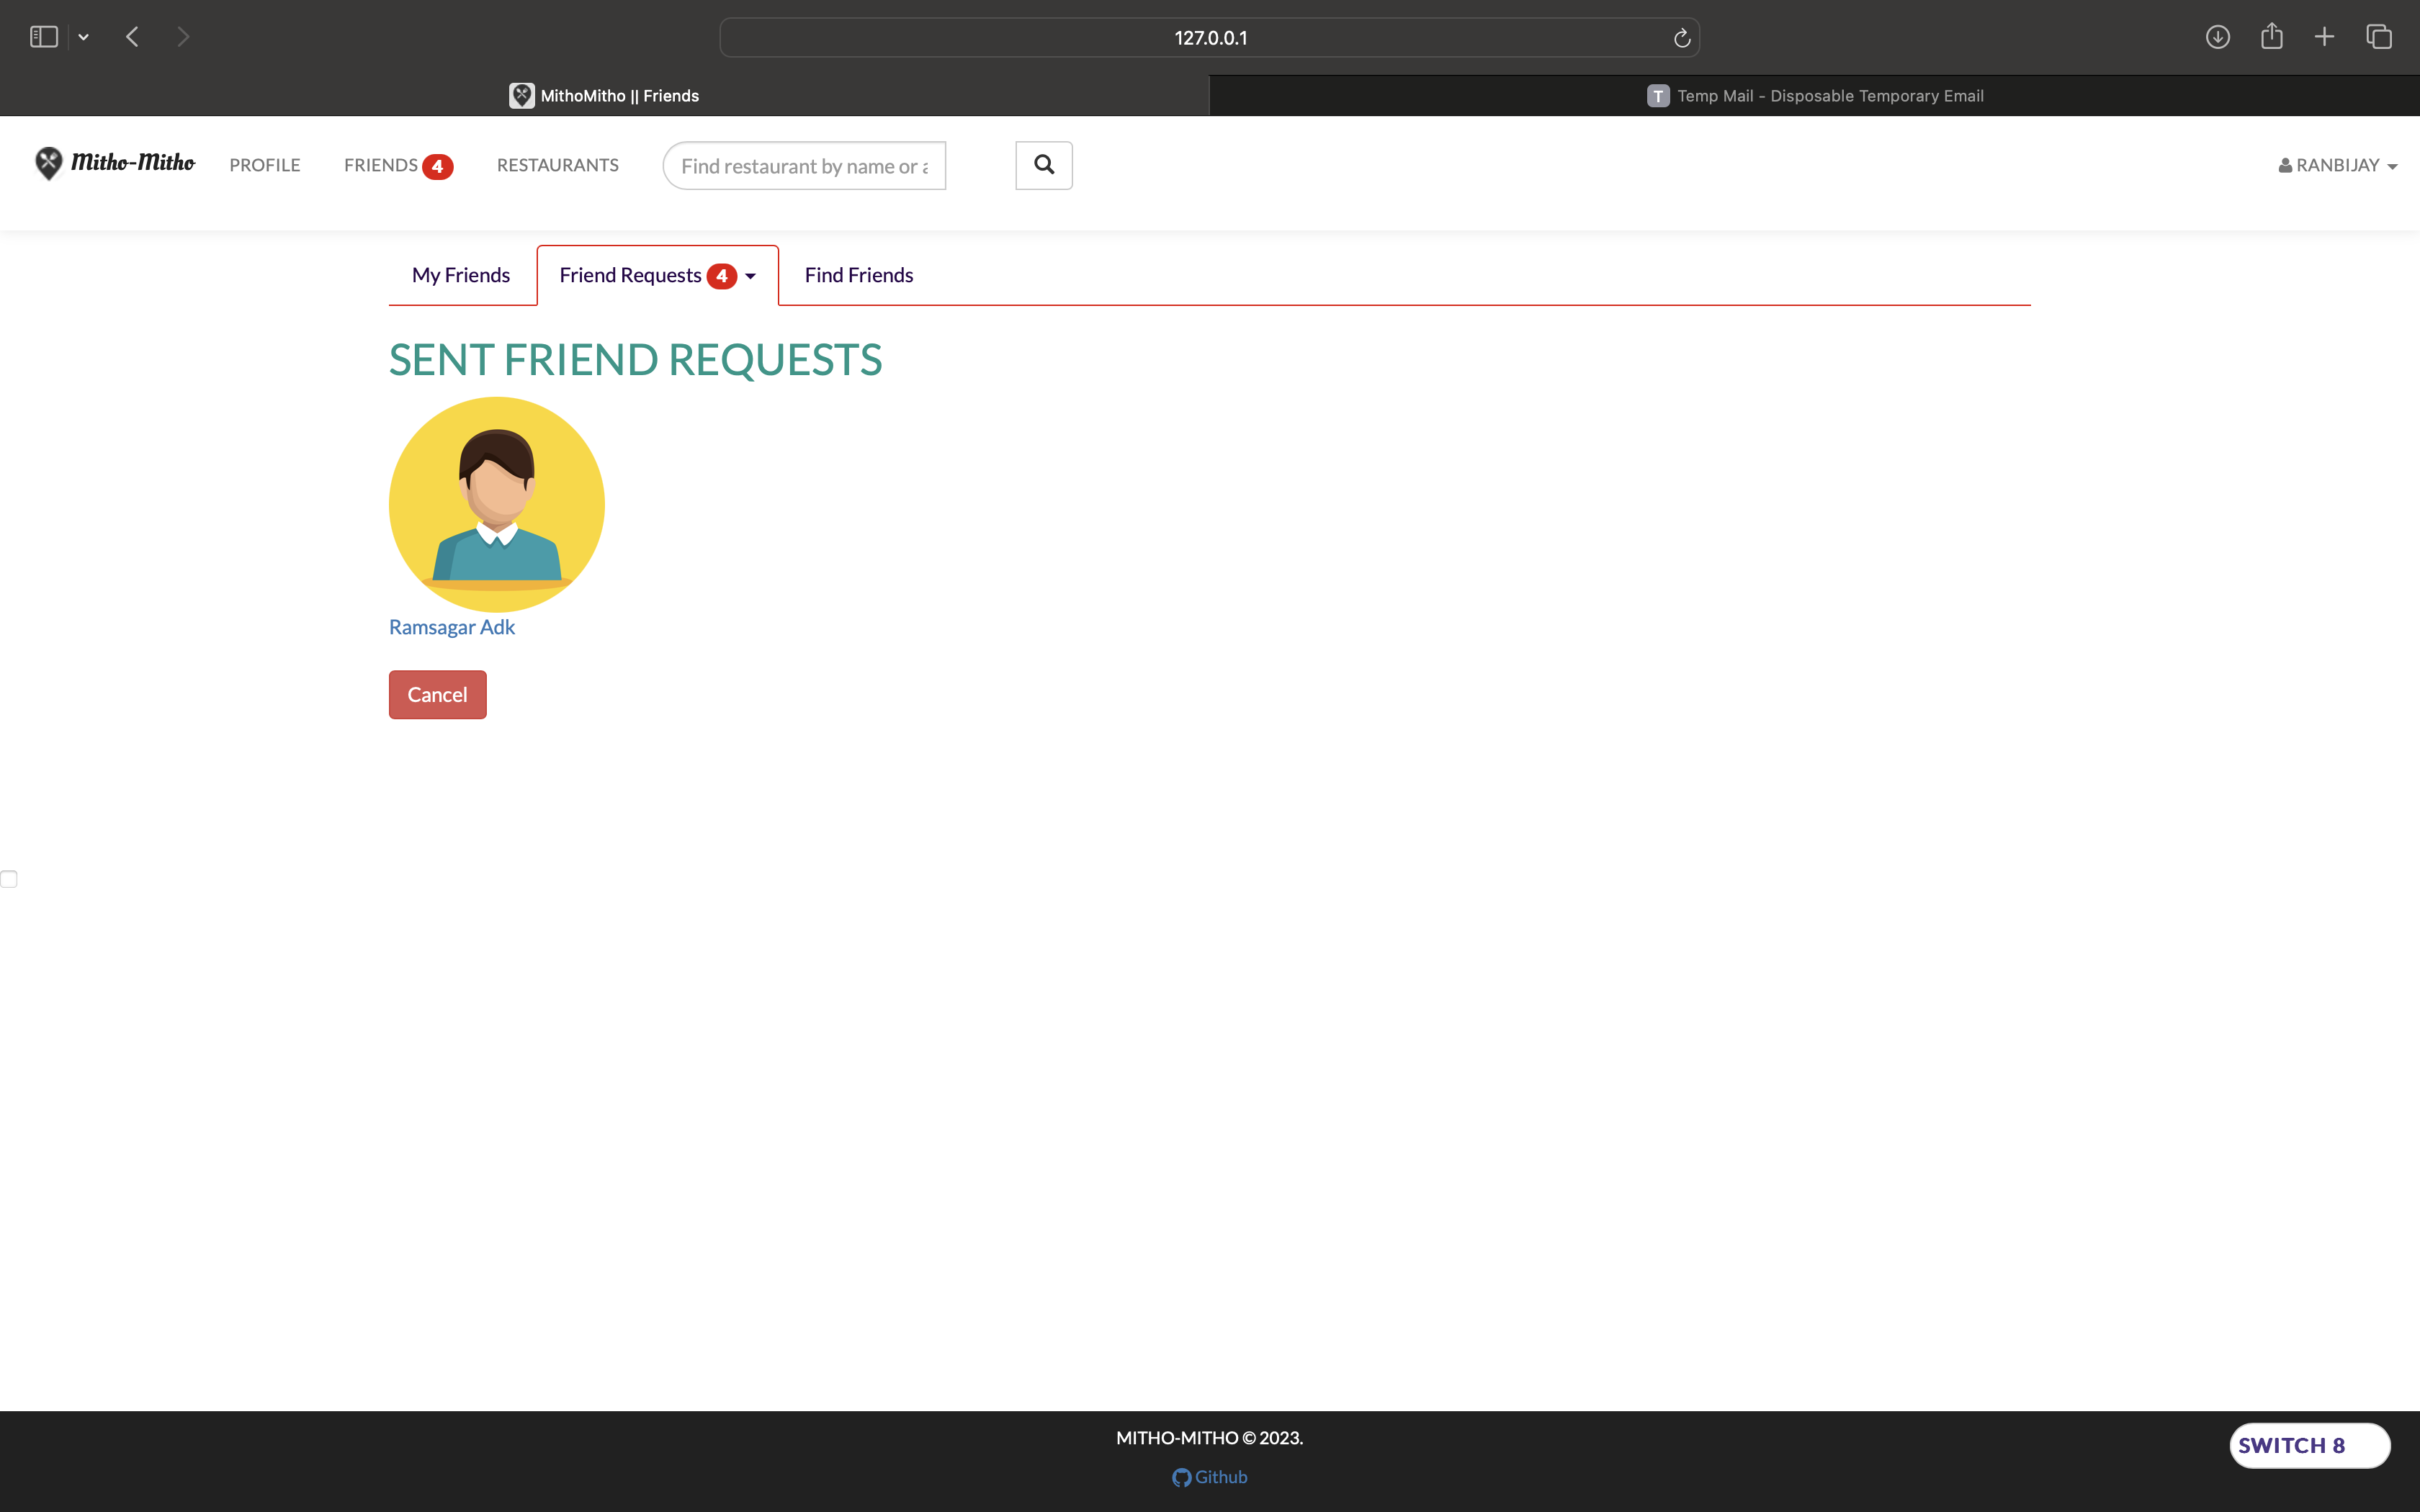 127.0.0.1
MithoMitho || Friends
T Temp Mail - Disposable Temporary Email
Mitho-Mitho PROFILE FRIENDS 4 RESTAURANTS Find restaurant by name or a RANBIJAY
My Friends Friend Requests 4 Find Friends
SENT FRIEND REQUESTS
Ramsagar Adk
Cancel
MITHO-MITHO © 2023.
Github
SWITCH 8